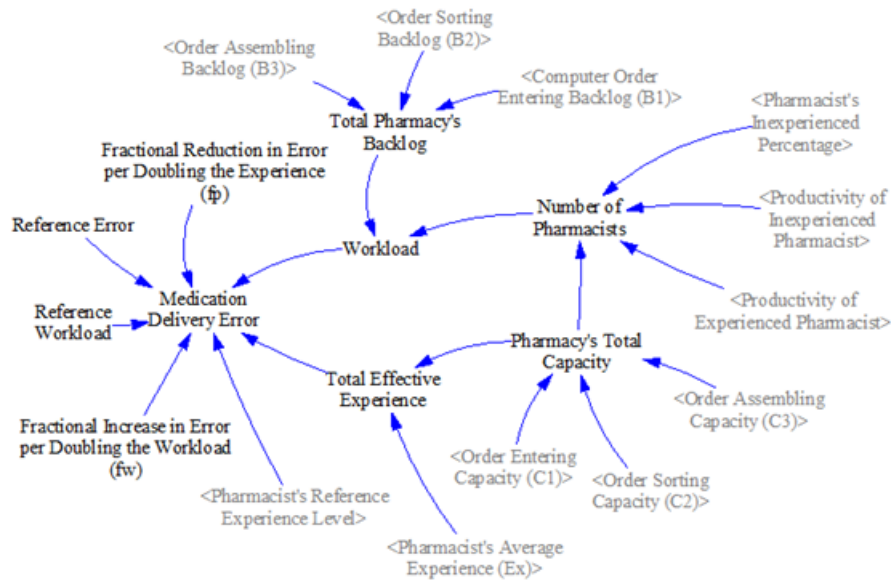 <Order Sorting
Backlog (B2)>
<Order Assembling
Backlog (B3)>
<Computer Order
Entering Backlog (B1)>
Total Pharmacy's
Backlog
<Pharmacist's
Inexperienced
Percentage>
Fractional Reduction in Error
per Doubling the Experience
(fp)
<Productivity of
Inexperienced
Pharmacist>
Number of
Pharmacists
Reference Error
Workload
Medication
Delivery Error
Reference
Workload
<Productivity of
Experienced Pharmacist>
Pharmacy's Total
Capacity
Total Effective
Experience
<Order Assembling
Capacity (C3)>
Fractional Increase in Error
per Doubling the Workload
(fw)
<Order Entering
Capacity (C1)>
<Order Sorting
Capacity (C2)>
<Pharmacist's Reference
Experience Level>
<Pharmacist's Average
Experience (Ex)>